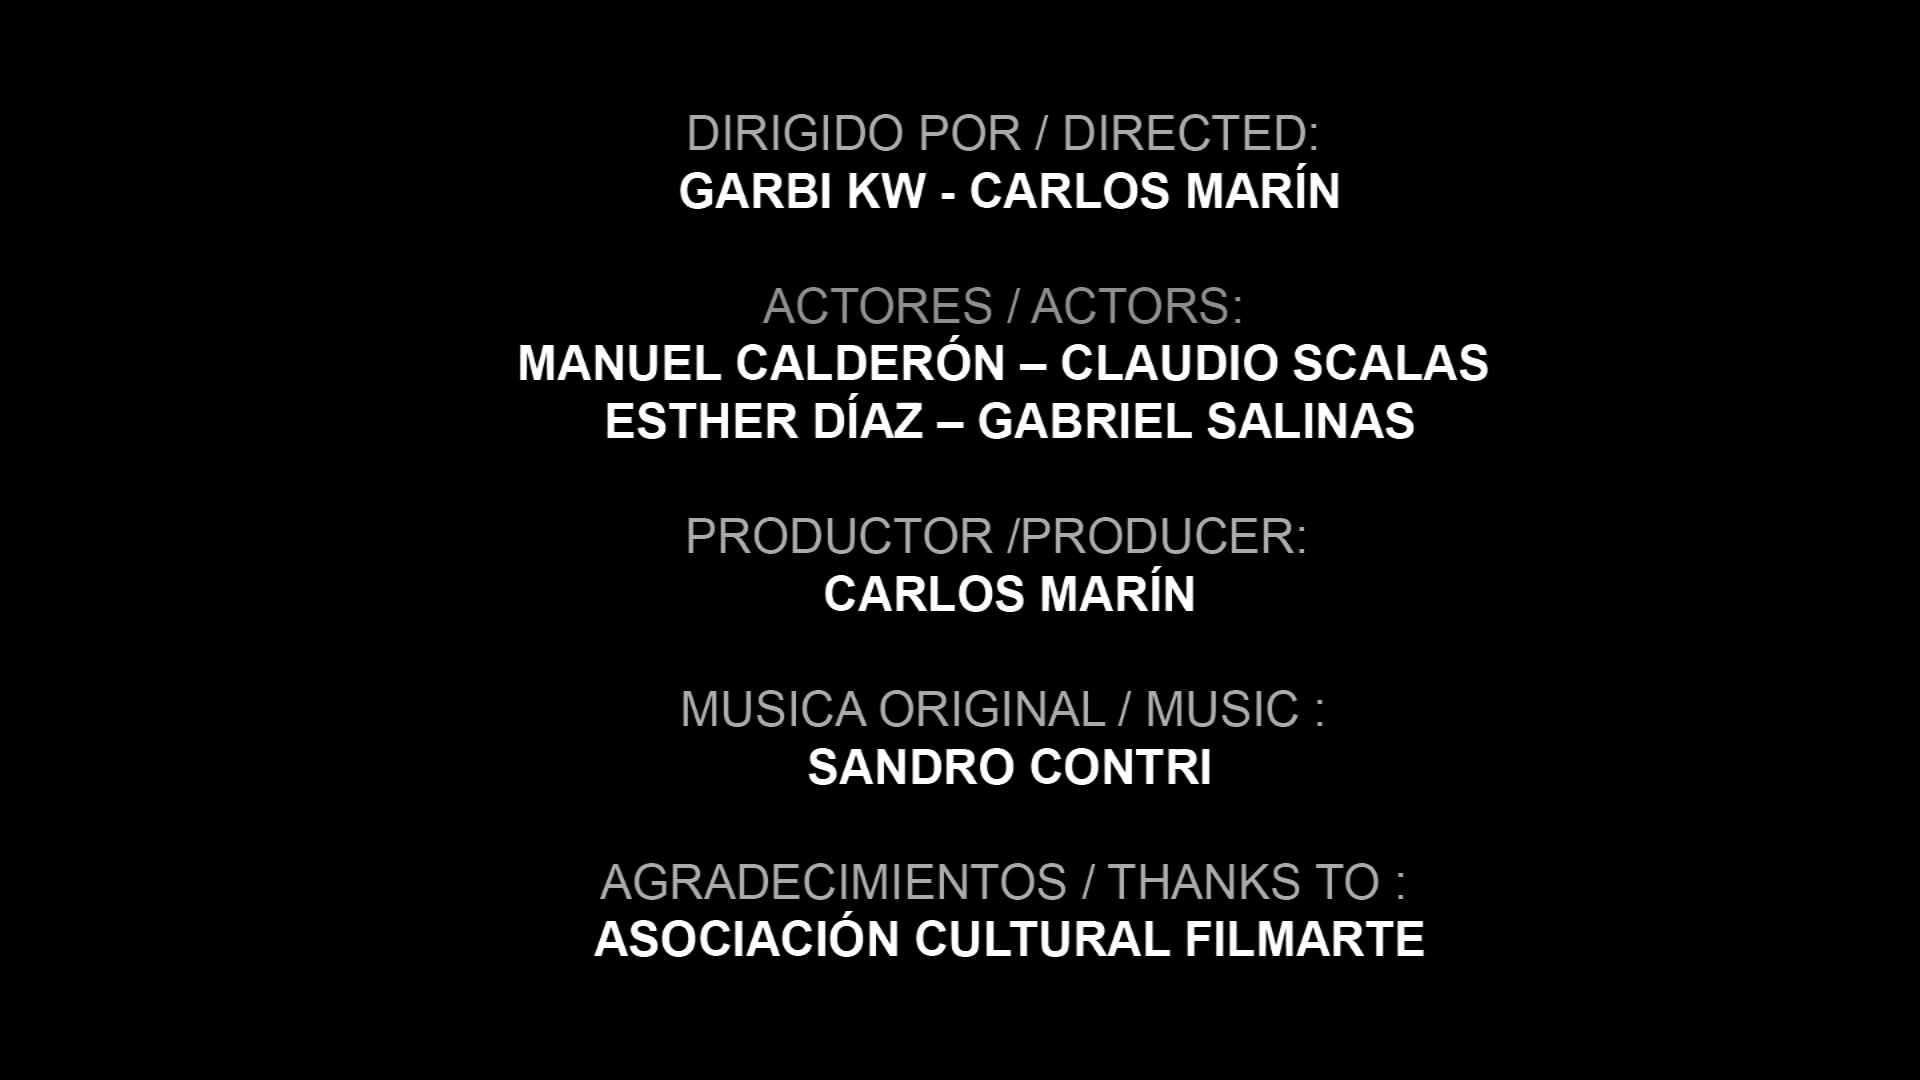 DIRIGIDO POR / DIRECTED:
GARBI KW - CARLOS MARÍN
ACTORES / ACTORS:
MANUEL CALDERÓN – CLAUDIO SCALAS
ESTHER DÍAZ – GABRIEL SALINAS
PRODUCTOR /PRODUCER:
CARLOS MARÍN
MUSICA ORIGINAL / MUSIC :
SANDRO CONTRI
AGRADECIMIENTOS / THANKS TO :
ASOCIACIÓN CULTURAL FILMARTE